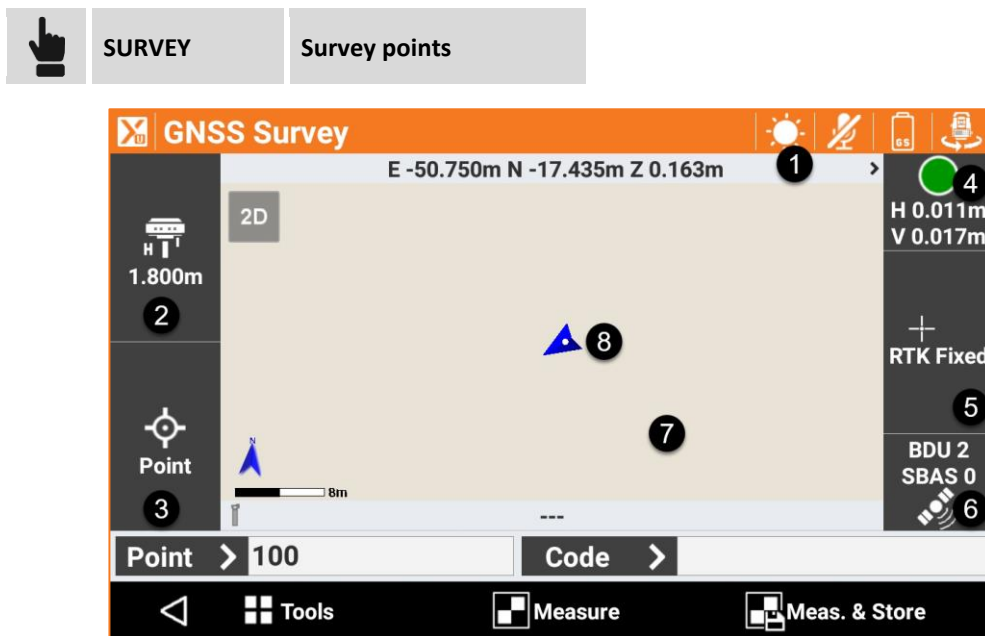 SURVEY Survey points
GNSS Survey GS
E -50.750m N -17.435m Z 0.163m > 1
4
2D
H 0.011m
V 0.017m
H
1.800m
2
8
RTK Fixed
5
7
Point
N
8m
BDU 2
SBAS 0
3
6
---
Point > 100 Code >
Tools Measure Meas. & Store